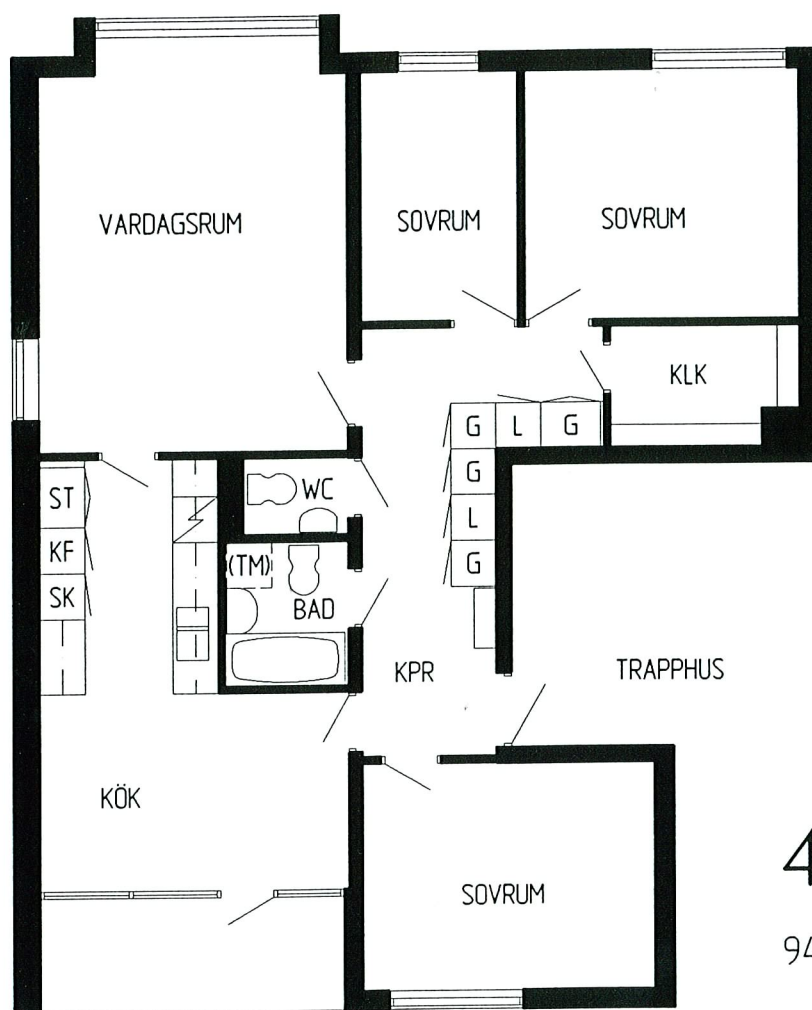 VARDAGSRUM
SOVRUM
SOVRUM
KLK
G L G
G
L
G
ST
KF
SK
WC
(TM)
BAD
KPR
TRAPPHUS
KÖK
SOVRUM
4
94